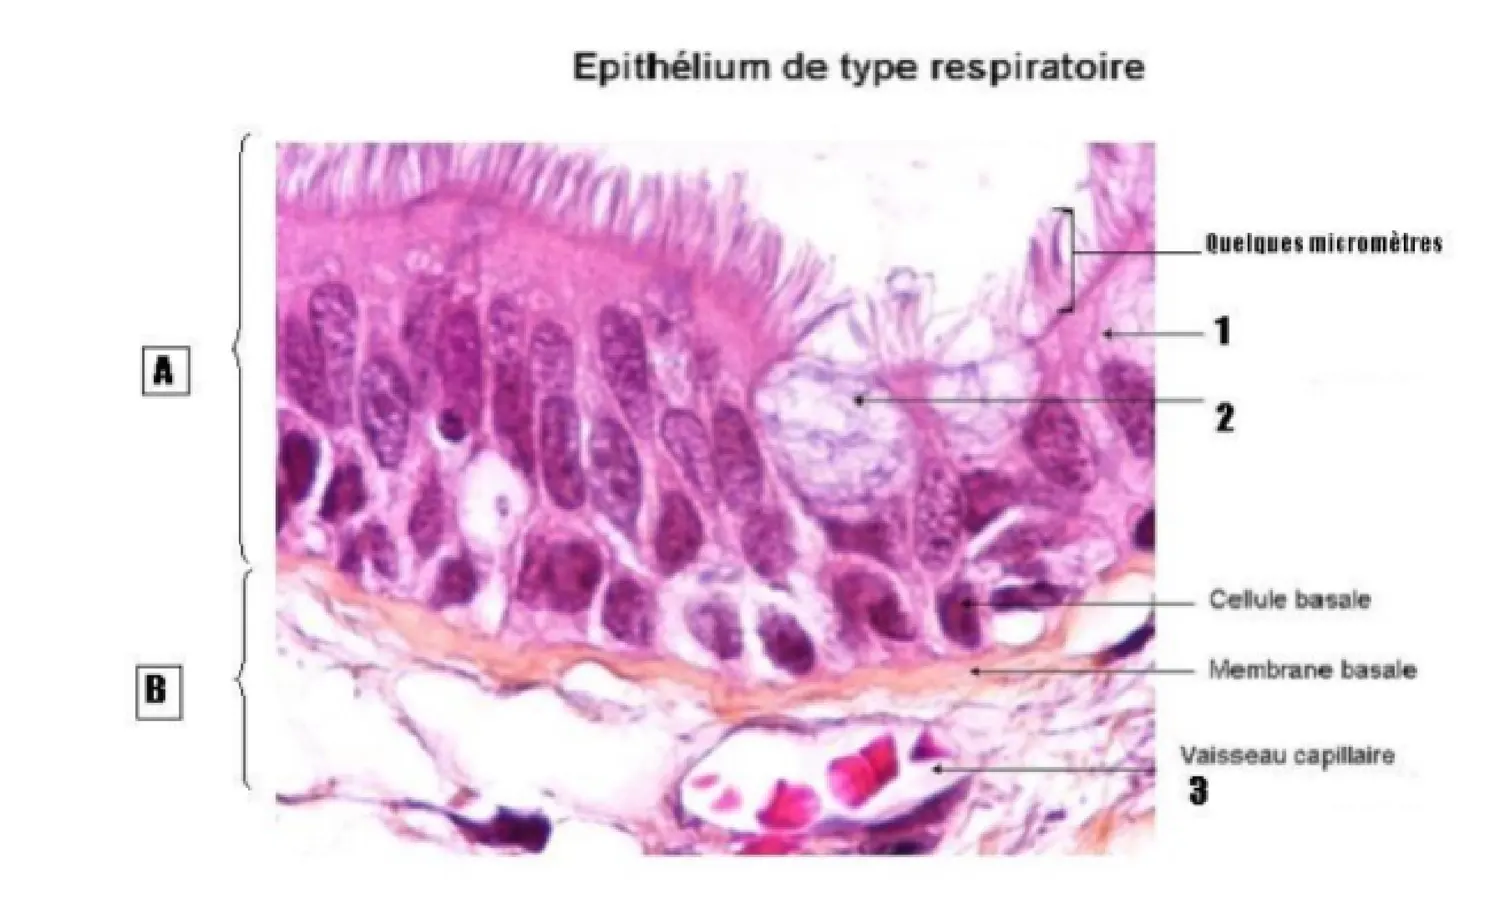 Epithélium de type respiratoire
Quelques micromètres
1
A
2
Cellule basale
Membrane basale
B
Vaisseau capillaire
3